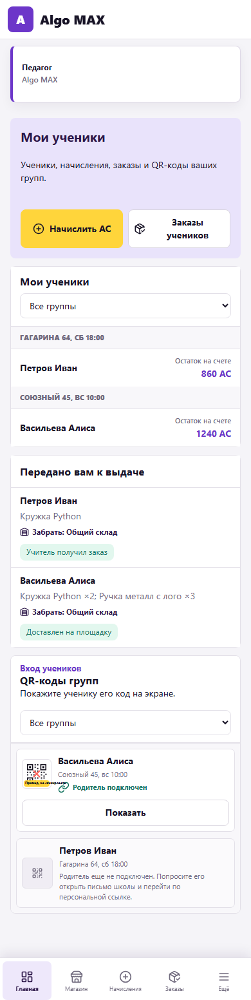 A
Algo MAX
Педагог
Algo MAX
Мои ученики
Ученики, начисления, заказы и QR-коды ваших
групп.
Начислить АС
Заказы
учеников
Мои ученики
Все группы
ГАГАРИНА 64, СБ 18:00
Петров Иван
Остаток на счете
860 АС
СОЮЗНЫЙ 45, ВС 10:00
Васильева Алиса
Остаток на счете
1240 АС
Передано вам к выдаче
Петров Иван
Кружка Python
Забрать: Общий склад
Учитель получил заказ
Васильева Алиса
Кружка Python ×2; Ручка металл с лого ×3
Забрать: Общий склад
Доставлен на площадку
Вход учеников
QR-коды групп
Покажите ученику его код на экране.
Все группы
Пример, не сканировать
Васильева Алиса
Союзный 45, вс 10:00
Родитель подключен
Показать
Петров Иван
Гагарина 64, сб 18:00
Родитель еще не подключен. Попросите его
открыть письмо школы и перейти по
персональной ссылке.
Главная
Магазин
Начисления
Заказы
Ещё